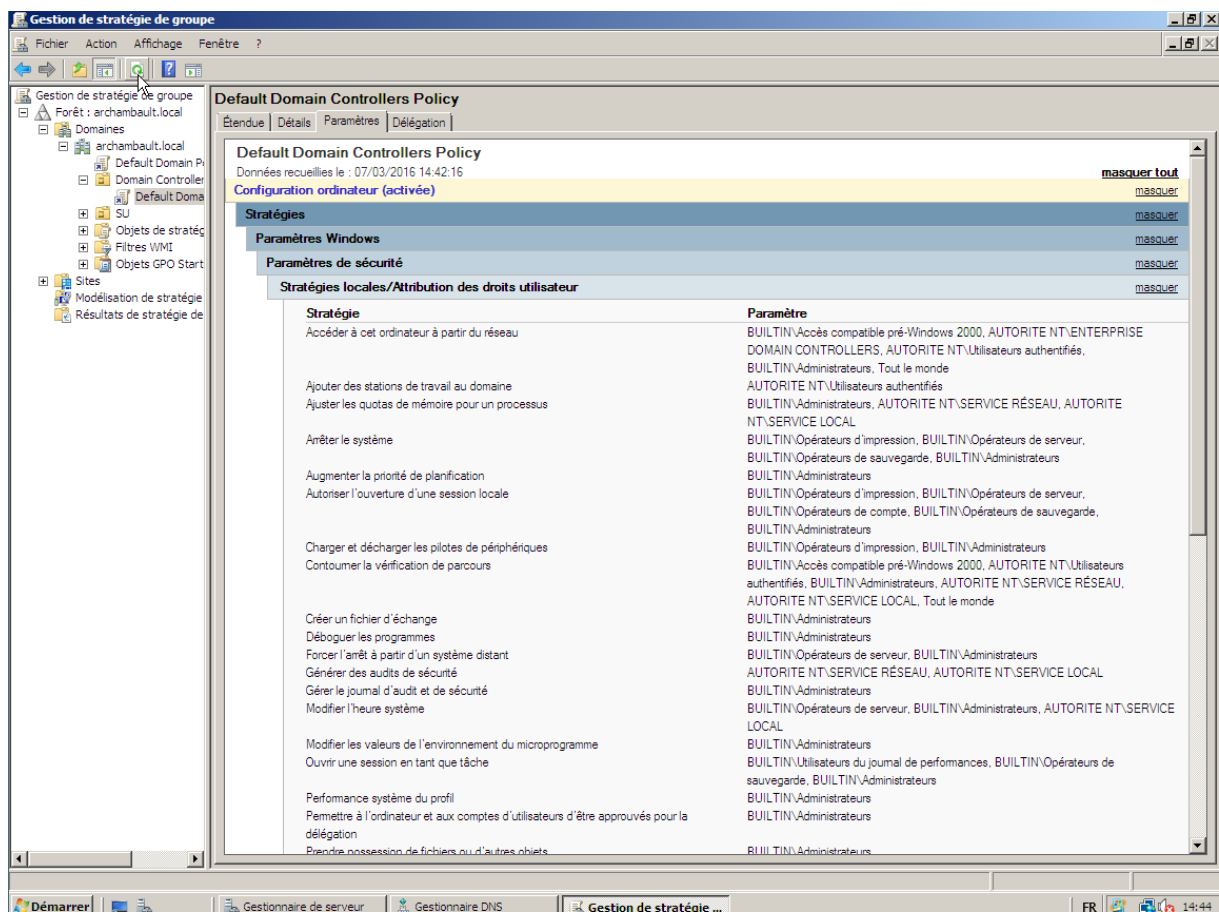 Gestion de stratégie de groupe
Fichier Action Affichage Fenêtre ?
Gestion de stratégie de groupe
Forêt : archambault.local
Domaines
archambault.local
Default Domain P
Domain Controller
Default Doma
SU
Objets de stratég
Filtres WMI
Objets GPO Start
Sites
Modélisation de stratégie
Résultats de stratégie de
Default Domain Controllers Policy
Étendue Détails Paramètres Délégation
Default Domain Controllers Policy
Données recueillies le : 07/03/2016 14:42:16 masquer tout
Configuration ordinateur (activée) masquer
Stratégies masquer
Paramètres Windows masquer
Paramètres de sécurité masquer
Stratégies locales/Attribution des droits utilisateur masquer
Stratégie Paramètre
Accéder à cet ordinateur à partir du réseau BUILTIN\Accès compatible pré-Windows 2000, AUTORITE NT\ENTERPRISE
DOMAIN CONTROLLERS, AUTORITE NT\Utilisateurs authentifiés,
BUILTIN\Administrateurs, Tout le monde
Ajouter des stations de travail au domaine AUTORITE NT\Utilisateurs authentifiés
Ajuster les quotas de mémoire pour un processus BUILTIN\Administrateurs, AUTORITE NT\SERVICE RÉSEAU, AUTORITE
NT\SERVICE LOCAL
Arrêter le système BUILTIN\Opérateurs d'impression, BUILTIN\Opérateurs de serveur,
BUILTIN\Opérateurs de sauvegarde, BUILTIN\Administrateurs
Augmenter la priorité de planification BUILTIN\Administrateurs
Autoriser l'ouverture d'une session locale BUILTIN\Opérateurs d'impression, BUILTIN\Opérateurs de serveur,
BUILTIN\Opérateurs de compte, BUILTIN\Opérateurs de sauvegarde,
BUILTIN\Administrateurs
Charger et décharger les pilotes de périphériques BUILTIN\Opérateurs d'impression, BUILTIN\Administrateurs
Contourner la vérification de parcours BUILTIN\Accès compatible pré-Windows 2000, AUTORITE NT\Utilisateurs
authentifiés, BUILTIN\Administrateurs, AUTORITE NT\SERVICE RÉSEAU,
AUTORITE NT\SERVICE LOCAL, Tout le monde
Créer un fichier d'échange BUILTIN\Administrateurs
Déboguer les programmes BUILTIN\Administrateurs
Forcer l'arrêt à partir d'un système distant BUILTIN\Opérateurs de serveur, BUILTIN\Administrateurs
Générer des audits de sécurité AUTORITE NT\SERVICE RÉSEAU, AUTORITE NT\SERVICE LOCAL
Gérer le journal d'audit et de sécurité BUILTIN\Administrateurs
Modifier l'heure système BUILTIN\Opérateurs de serveur, BUILTIN\Administrateurs, AUTORITE NT\SERVICE
LOCAL
Modifier les valeurs de l'environnement du microprogramme BUILTIN\Administrateurs
Ouvrir une session en tant que tâche BUILTIN\Utilisateurs du journal de performances, BUILTIN\Opérateurs de
sauvegarde, BUILTIN\Administrateurs
Performance système du profil BUILTIN\Administrateurs
Permettre à l'ordinateur et aux comptes d'utilisateurs d'être approuvés pour la BUILTIN\Administrateurs
délégation
Prendre possession de fichiers ou d'autres objets BUILTIN\Administrateurs
Démarrer Gestionnaire de serveur Gestionnaire DNS Gestion de stratégie ... FR 14:44